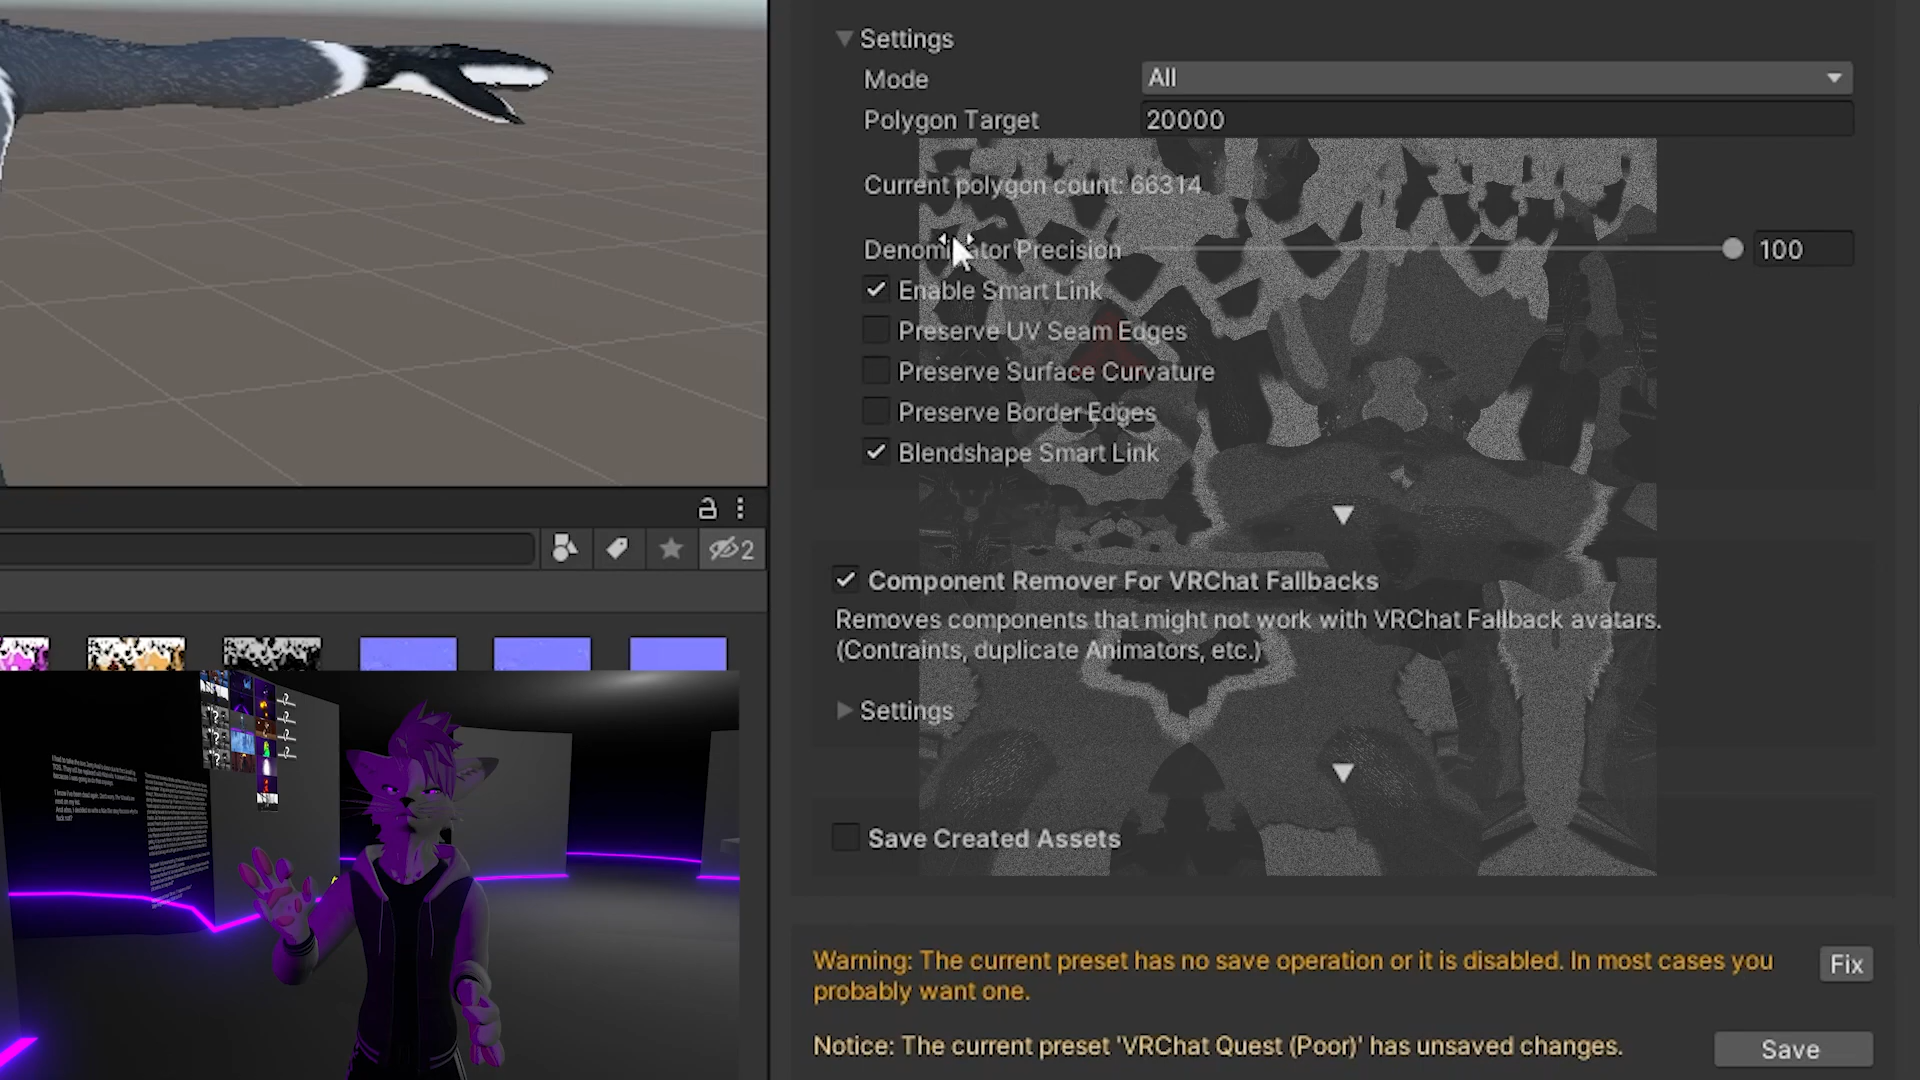 Settings
Mode
All
Polygon Target
20000
Current polygon count: 66314
Denominator Precision
100
Enable Smart Link
Preserve UV Seam Edges
Preserve Surface Curvature
Preserve Border Edges
Blendshape Smart Link
2
Component Remover For VRChat Fallbacks
Removes components that might not work with VRChat Fallback avatars.
(Contraints, duplicate Animators, etc.)
Settings
Save Created Assets
Warning: The current preset has no save operation or it is disabled. In most cases you
probably want one.
Fix
Notice: The current preset 'VRChat Quest (Poor)' has unsaved changes.
Save